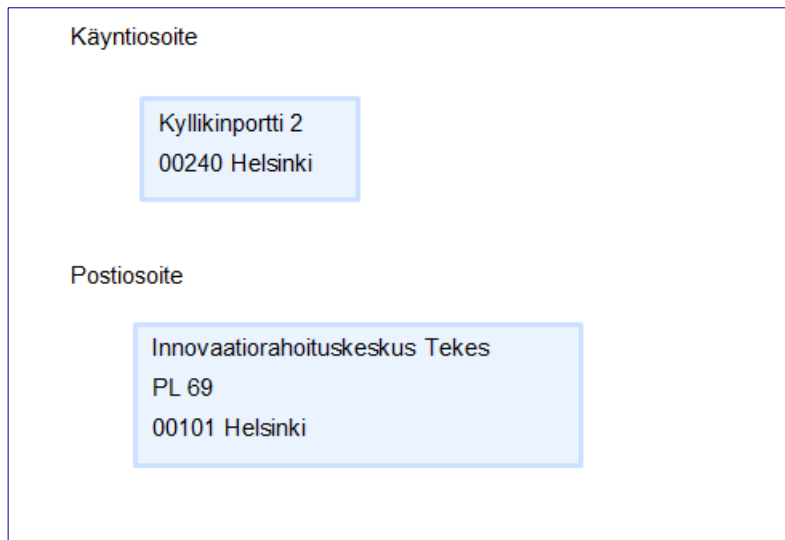 Käyntiosoite
Kyllikinportti 2
00240 Helsinki
Postiosoite
Innovaatiorahoituskeskus Tekes
PL 69
00101 Helsinki